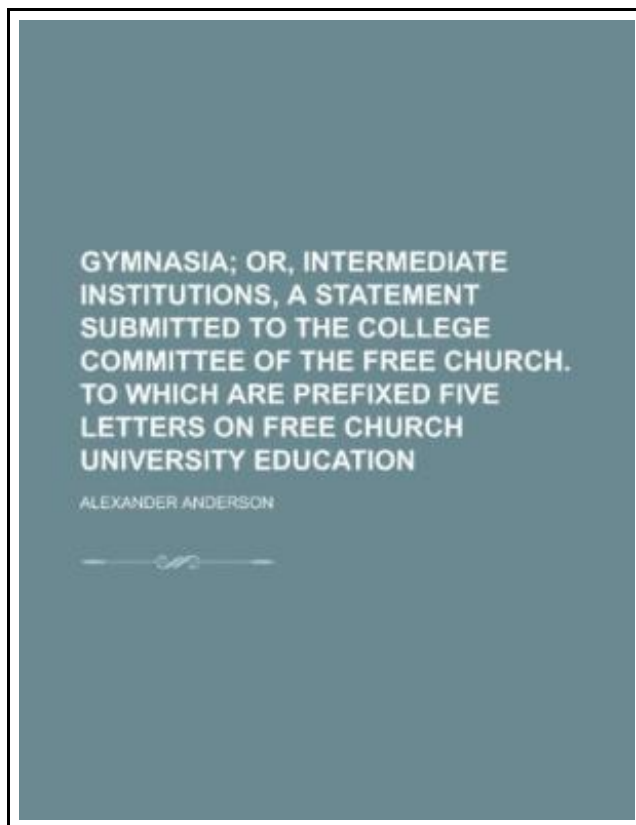 GYMNASIA; OR, INTERMEDIATE
INSTITUTIONS, A STATEMENT
SUBMITTED TO THE COLLEGE
COMMITTEE OF THE FREE CHURCH.
TO WHICH ARE PREFIXED FIVE
LETTERS ON FREE CHURCH
UNIVERSITY EDUCATION
ALEXANDER ANDERSON